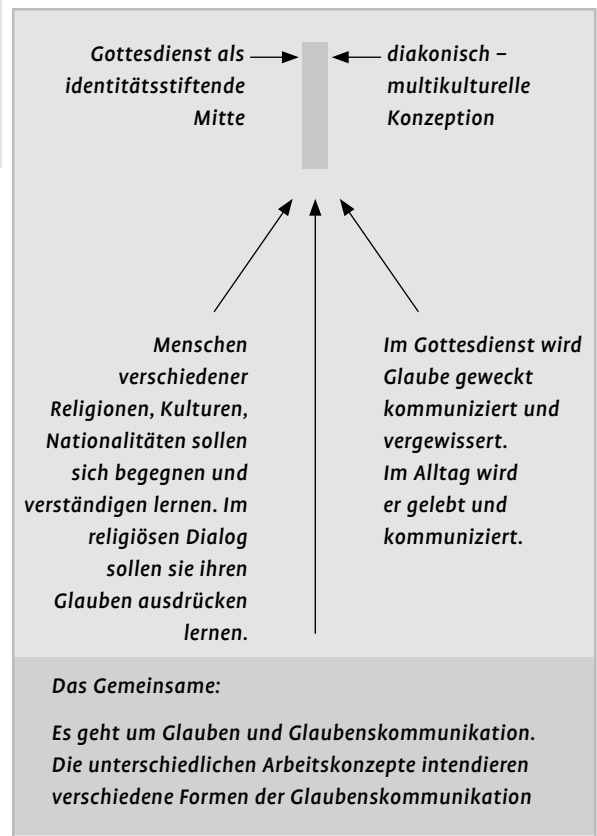 Gottesdienst als
identitätsstiftende
Mitte
diakonisch –
multikulturelle
Konzeption
Menschen
verschiedener
Religionen, Kulturen,
Nationalitäten sollen
sich begegnen und
verständigen lernen. Im
religiösen Dialog
sollen sie ihren
Glauben ausdrücken
lernen.
Im Gottesdienst wird
Glaube geweckt
kommuniziert und
vergewissert.
Im Alltag wird
er gelebt und
kommuniziert.
Das Gemeinsame:
Es geht um Glauben und Glaubenskommunikation.
Die unterschiedlichen Arbeitskonzepte intendieren
verschiedene Formen der Glaubenskommunikation